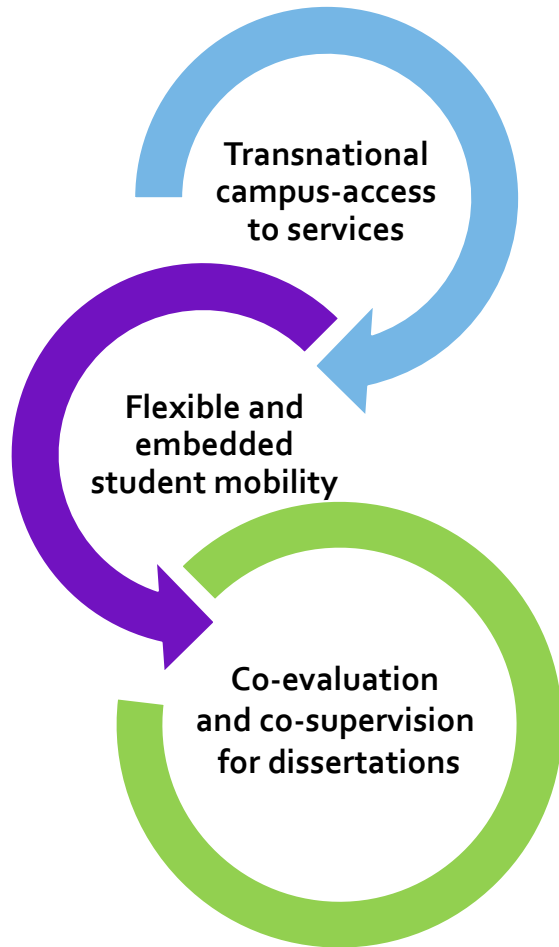 Transnational
campus-access
to services
Flexible and
embedded
student mobility
Co-evaluation
and co-supervision
for dissertations